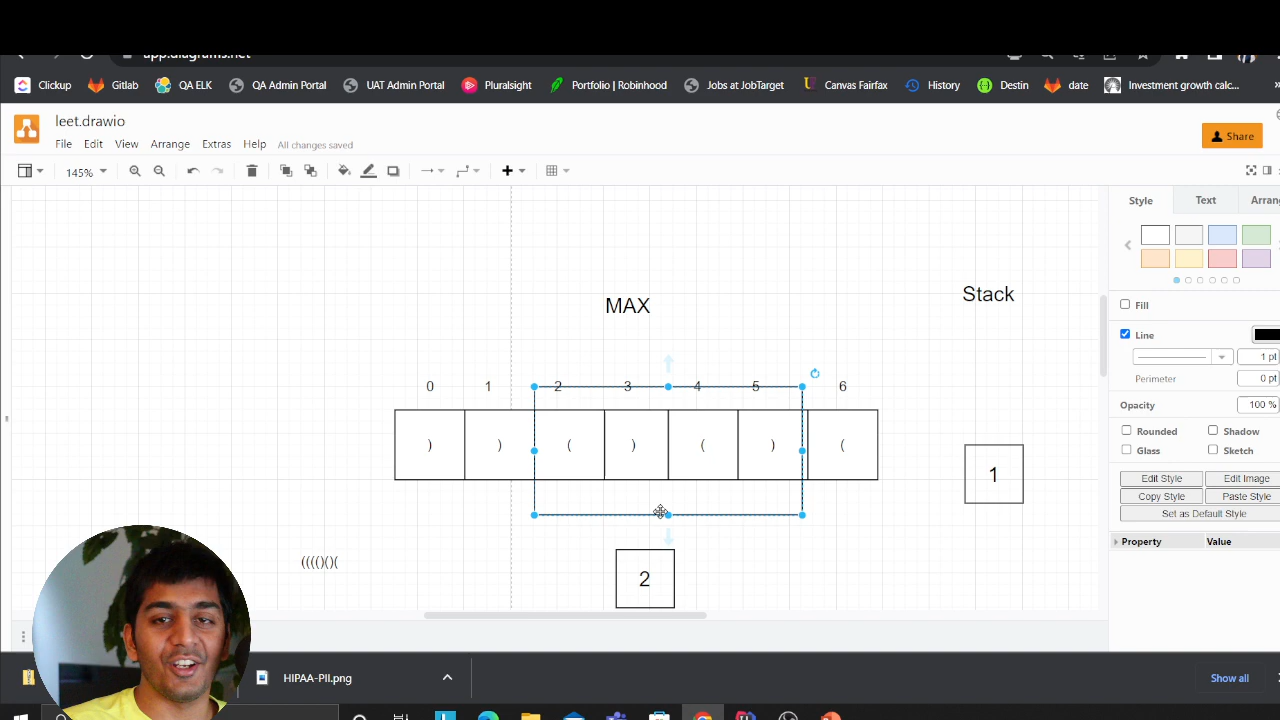 app.diagrams.net
Clickup Gitlab QA ELK QA Admin Portal UAT Admin Portal Pluralsight Portfolio | Robinhood Jobs at JobTarget Canvas Fairfax History Destin date Investment growth calc... »
leet.drawio
Share
File Edit View Arrange Extras Help All changes saved
145%
Style Text Arran
Stack
MAX
Fill
Line
1 pt
Perimeter 0 pt
0 1 2 3 4 5 6
Opacity 100 %
Rounded Shadow
) ) ( ) ( ) (
Glass Sketch
1
Edit Style Edit Image
Copy Style Paste Style
Set as Default Style
Property Value
(((()()(
2
HIPAA-PII.png
Show all